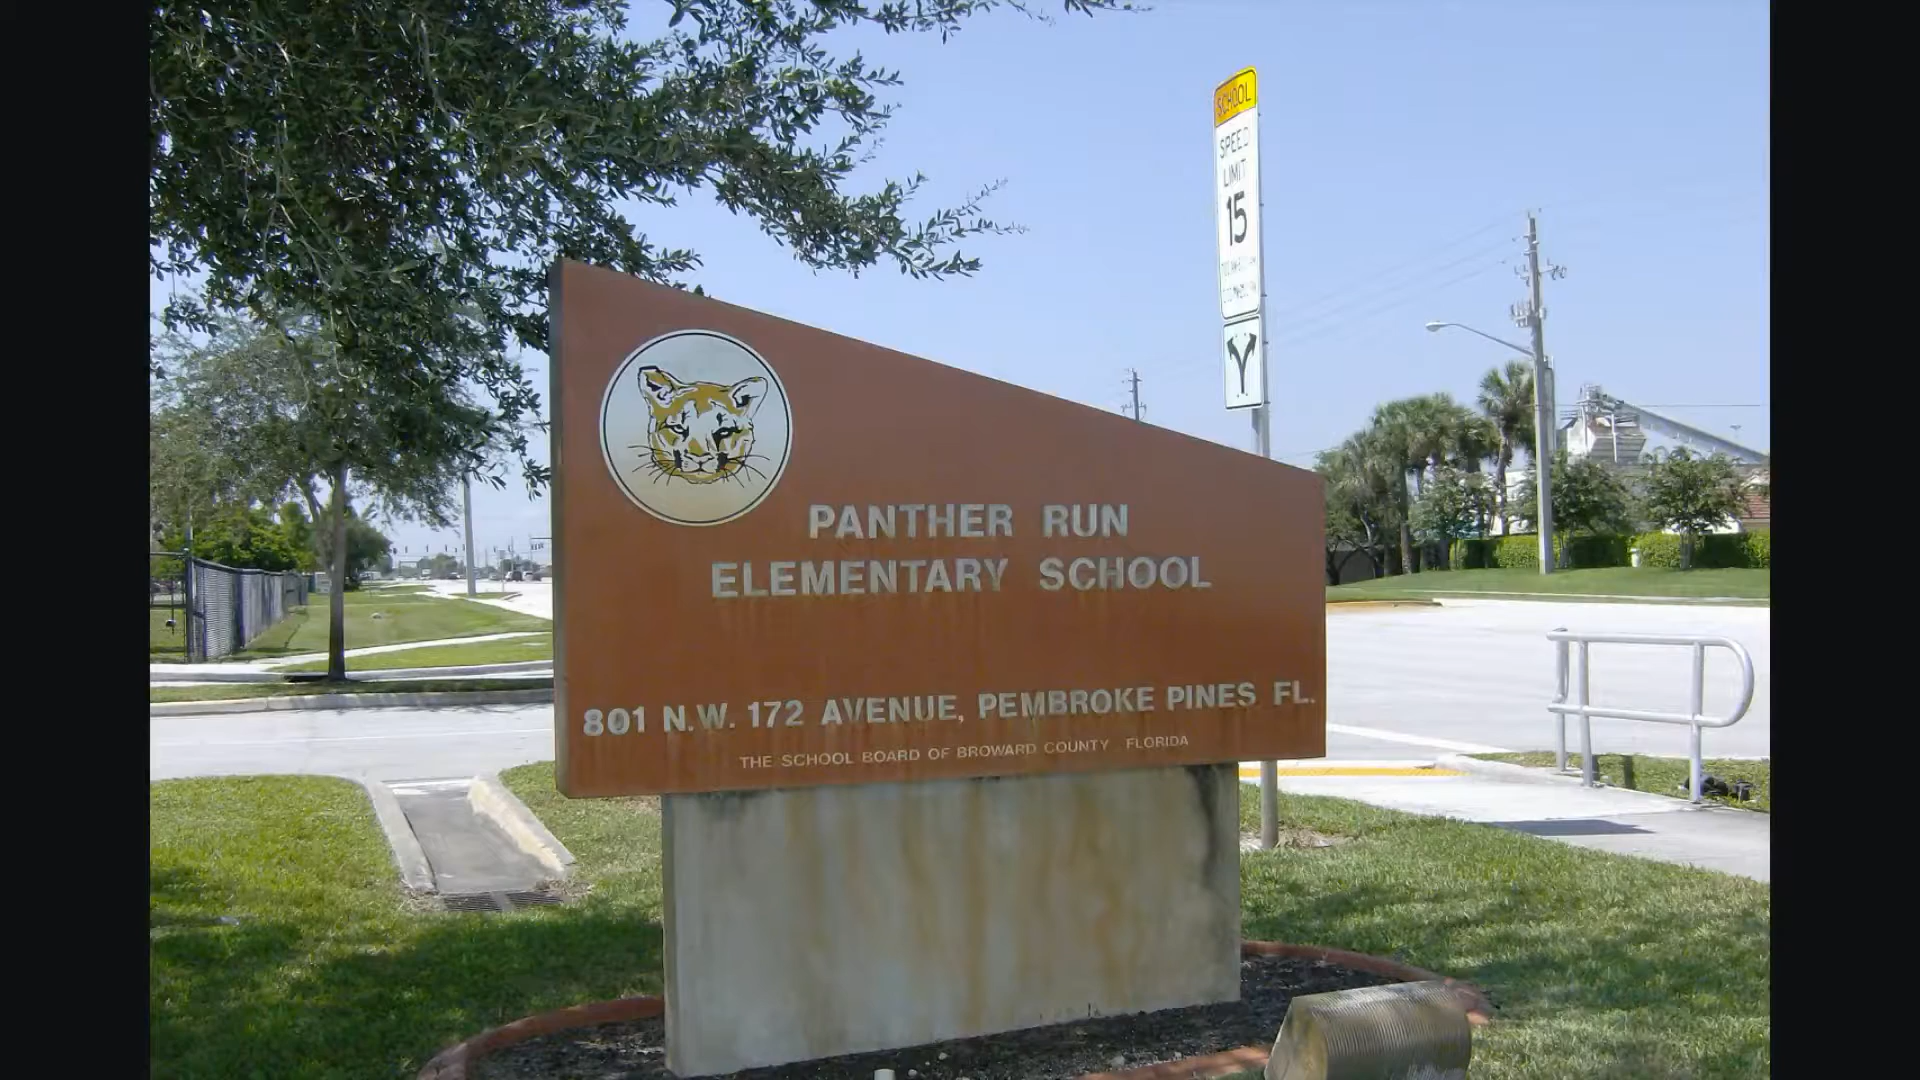 SCHOOL
SPEED
LIMIT
15
PANTHER RUN
ELEMENTARY SCHOOL
801 N.W. 172 AVENUE, PEMBROKE PINES FL.
THE SCHOOL BOARD OF BROWARD COUNTY FLORIDA